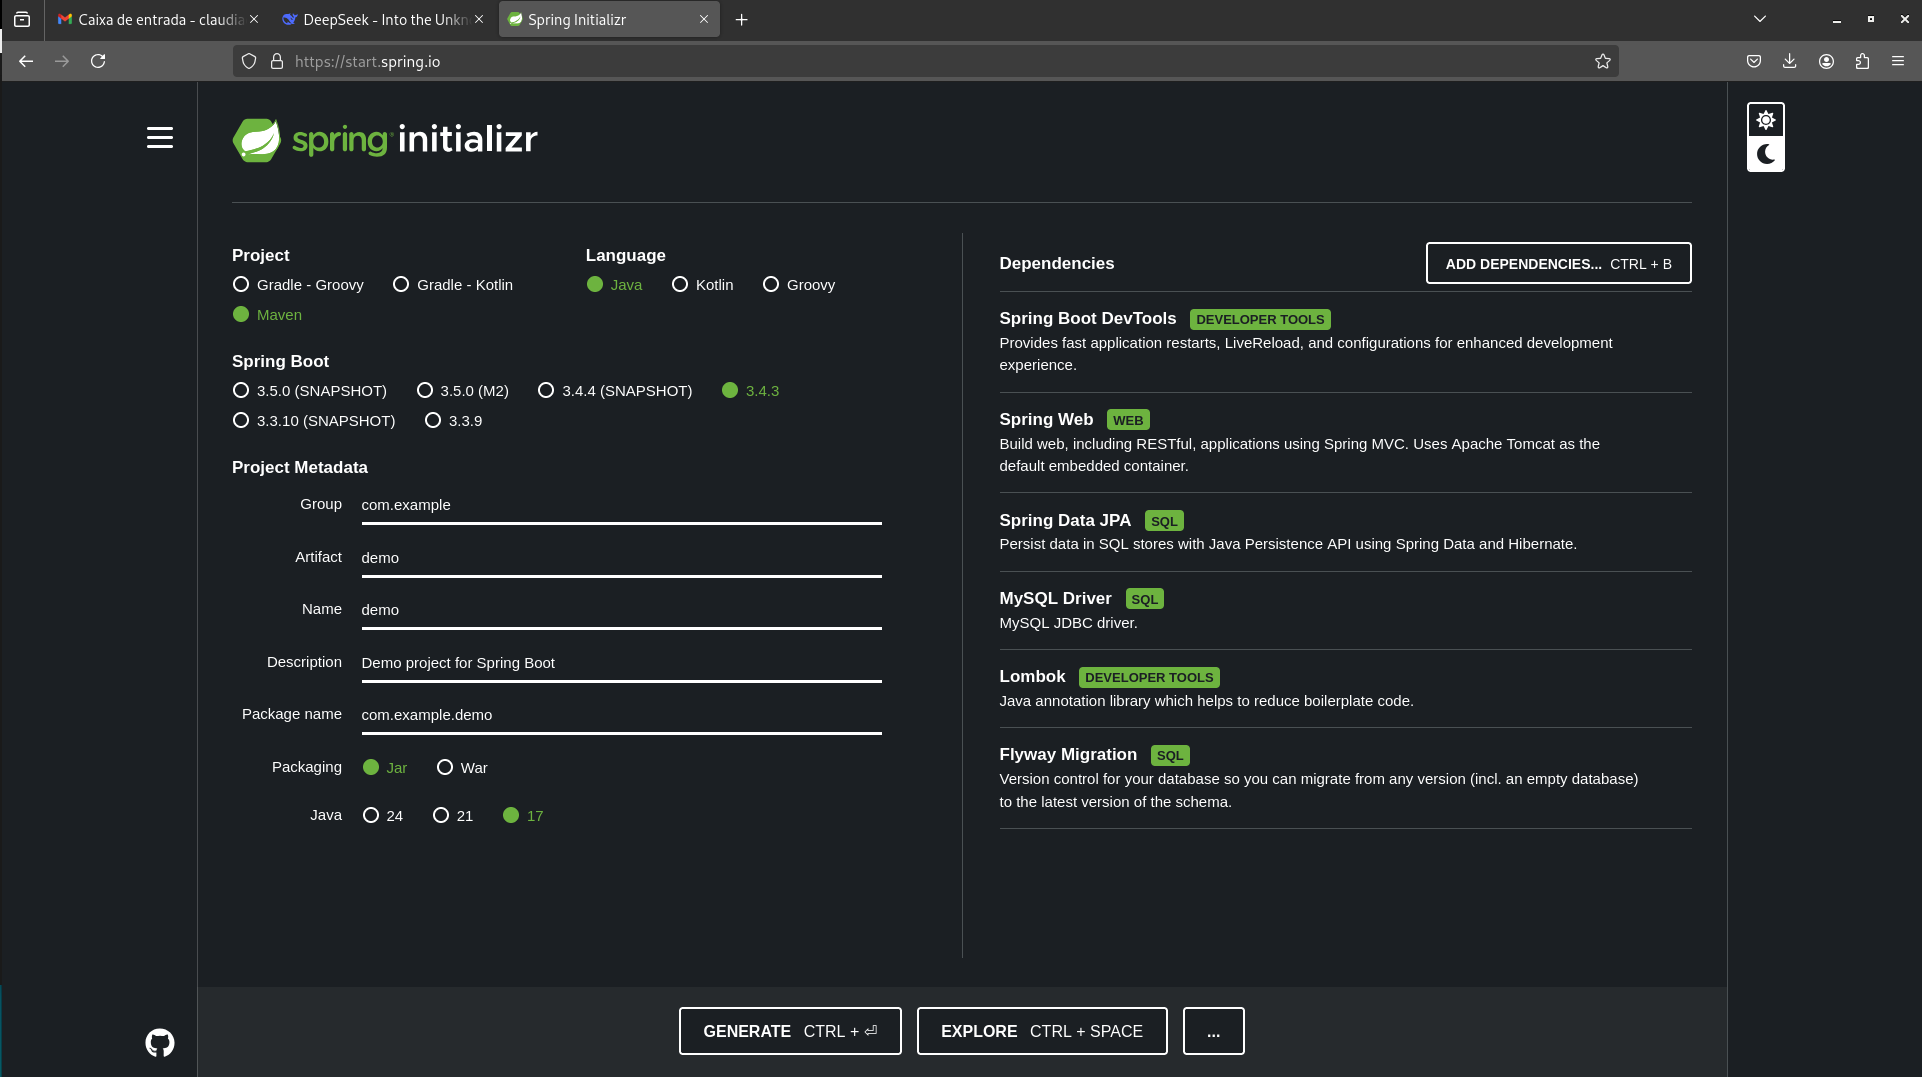 Caixa de entrada - claudia
DeepSeek - Into the Unkn
Spring Initializr
https://start.spring.io
spring initializr
Project
Gradle - Groovy
Gradle - Kotlin
Maven
Language
Java
Kotlin
Groovy
Spring Boot
3.5.0 (SNAPSHOT)
3.5.0 (M2)
3.4.4 (SNAPSHOT)
3.4.3
3.3.10 (SNAPSHOT)
3.3.9
Project Metadata
Group
com.example
Artifact
demo
Name
demo
Description
Demo project for Spring Boot
Package name
com.example.demo
Packaging
Jar
War
Java
24
21
17
Dependencies
ADD DEPENDENCIES... CTRL + B
Spring Boot DevTools DEVELOPER TOOLS
Provides fast application restarts, LiveReload, and configurations for enhanced development
experience.
Spring Web WEB
Build web, including RESTful, applications using Spring MVC. Uses Apache Tomcat as the
default embedded container.
Spring Data JPA SQL
Persist data in SQL stores with Java Persistence API using Spring Data and Hibernate.
MySQL Driver SQL
MySQL JDBC driver.
Lombok DEVELOPER TOOLS
Java annotation library which helps to reduce boilerplate code.
Flyway Migration SQL
Version control for your database so you can migrate from any version (incl. an empty database)
to the latest version of the schema.
GENERATE CTRL + ⏎
EXPLORE CTRL + SPACE
...